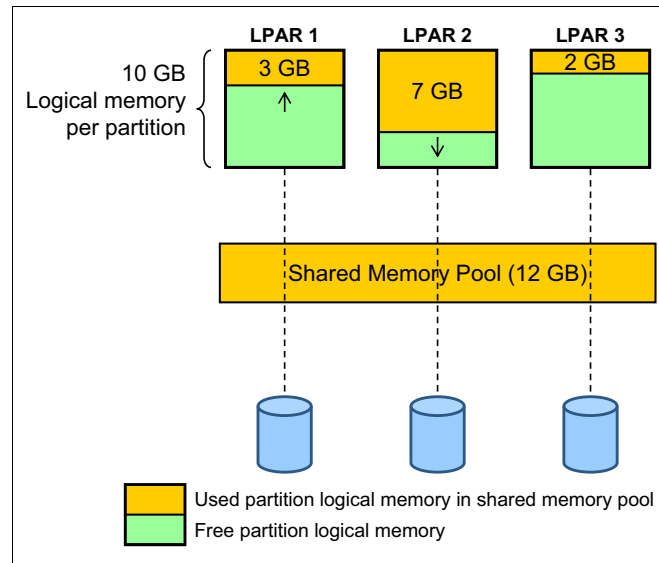 LPAR 1
LPAR 2
LPAR 3
10 GB
Logical memory
per partition
3 GB
7 GB
2 GB
Shared Memory Pool (12 GB)
Used partition logical memory in shared memory pool
Free partition logical memory